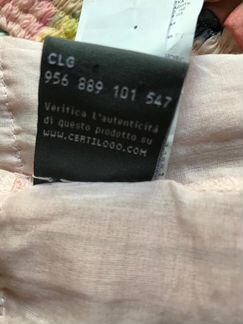 CLG
956 889 101 547
Verifica l'autenticità
di questo prodotto su
WWW.CERTILOGO.COM